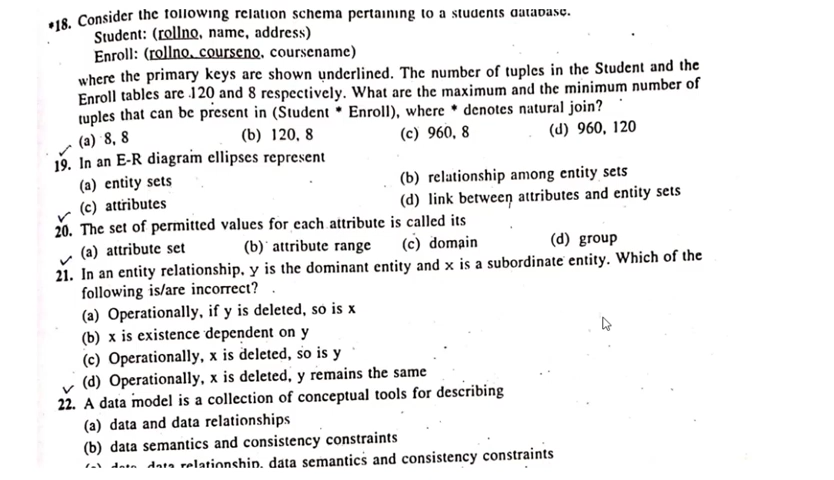 *18. Consider the following relation schema pertaining to a students database.
Student: (rollno, name, address)
Enroll: (rollno, courseno, coursename)
where the primary keys are shown underlined. The number of tuples in the Student and the
Enroll tables are 120 and 8 respectively. What are the maximum and the minimum number of
tuples that can be present in (Student * Enroll), where * denotes natural join?
(a) 8, 8 (b) 120, 8 (c) 960, 8 (d) 960, 120
19. In an E-R diagram ellipses represent
(a) entity sets (b) relationship among entity sets
(c) attributes (d) link between attributes and entity sets
20. The set of permitted values for each attribute is called its
(a) attribute set (b) attribute range (c) domain (d) group
21. In an entity relationship, y is the dominant entity and x is a subordinate entity. Which of the
following is/are incorrect?
(a) Operationally, if y is deleted, so is x
(b) x is existence dependent on y
(c) Operationally, x is deleted, so is y
(d) Operationally, x is deleted, y remains the same
22. A data model is a collection of conceptual tools for describing
(a) data and data relationships
(b) data semantics and consistency constraints
(c) data, data relationship, data semantics and consistency constraints